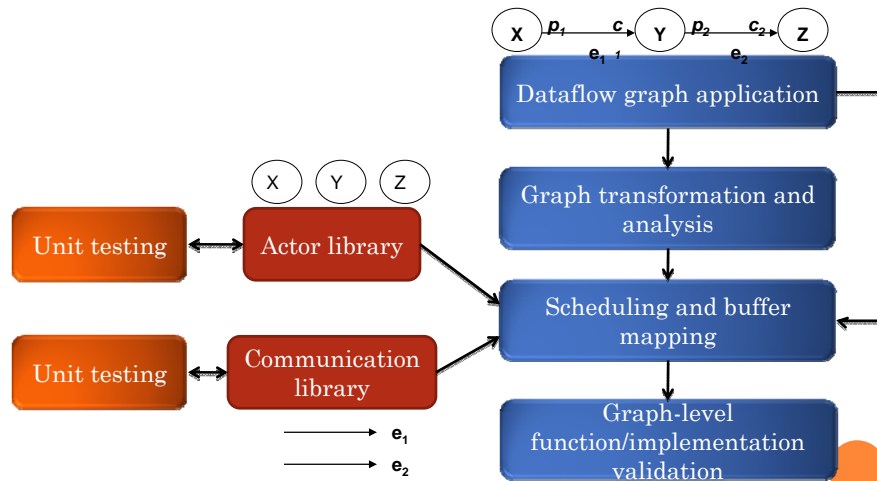 X p1 c Y p2 c2 Z
e1 1 e2
Dataflow graph application
Graph transformation and
analysis
X Y Z
Unit testing
Actor library
Scheduling and buffer
mapping
Unit testing
Communication
library
Graph-level
function/implementation
validation
e1
e2